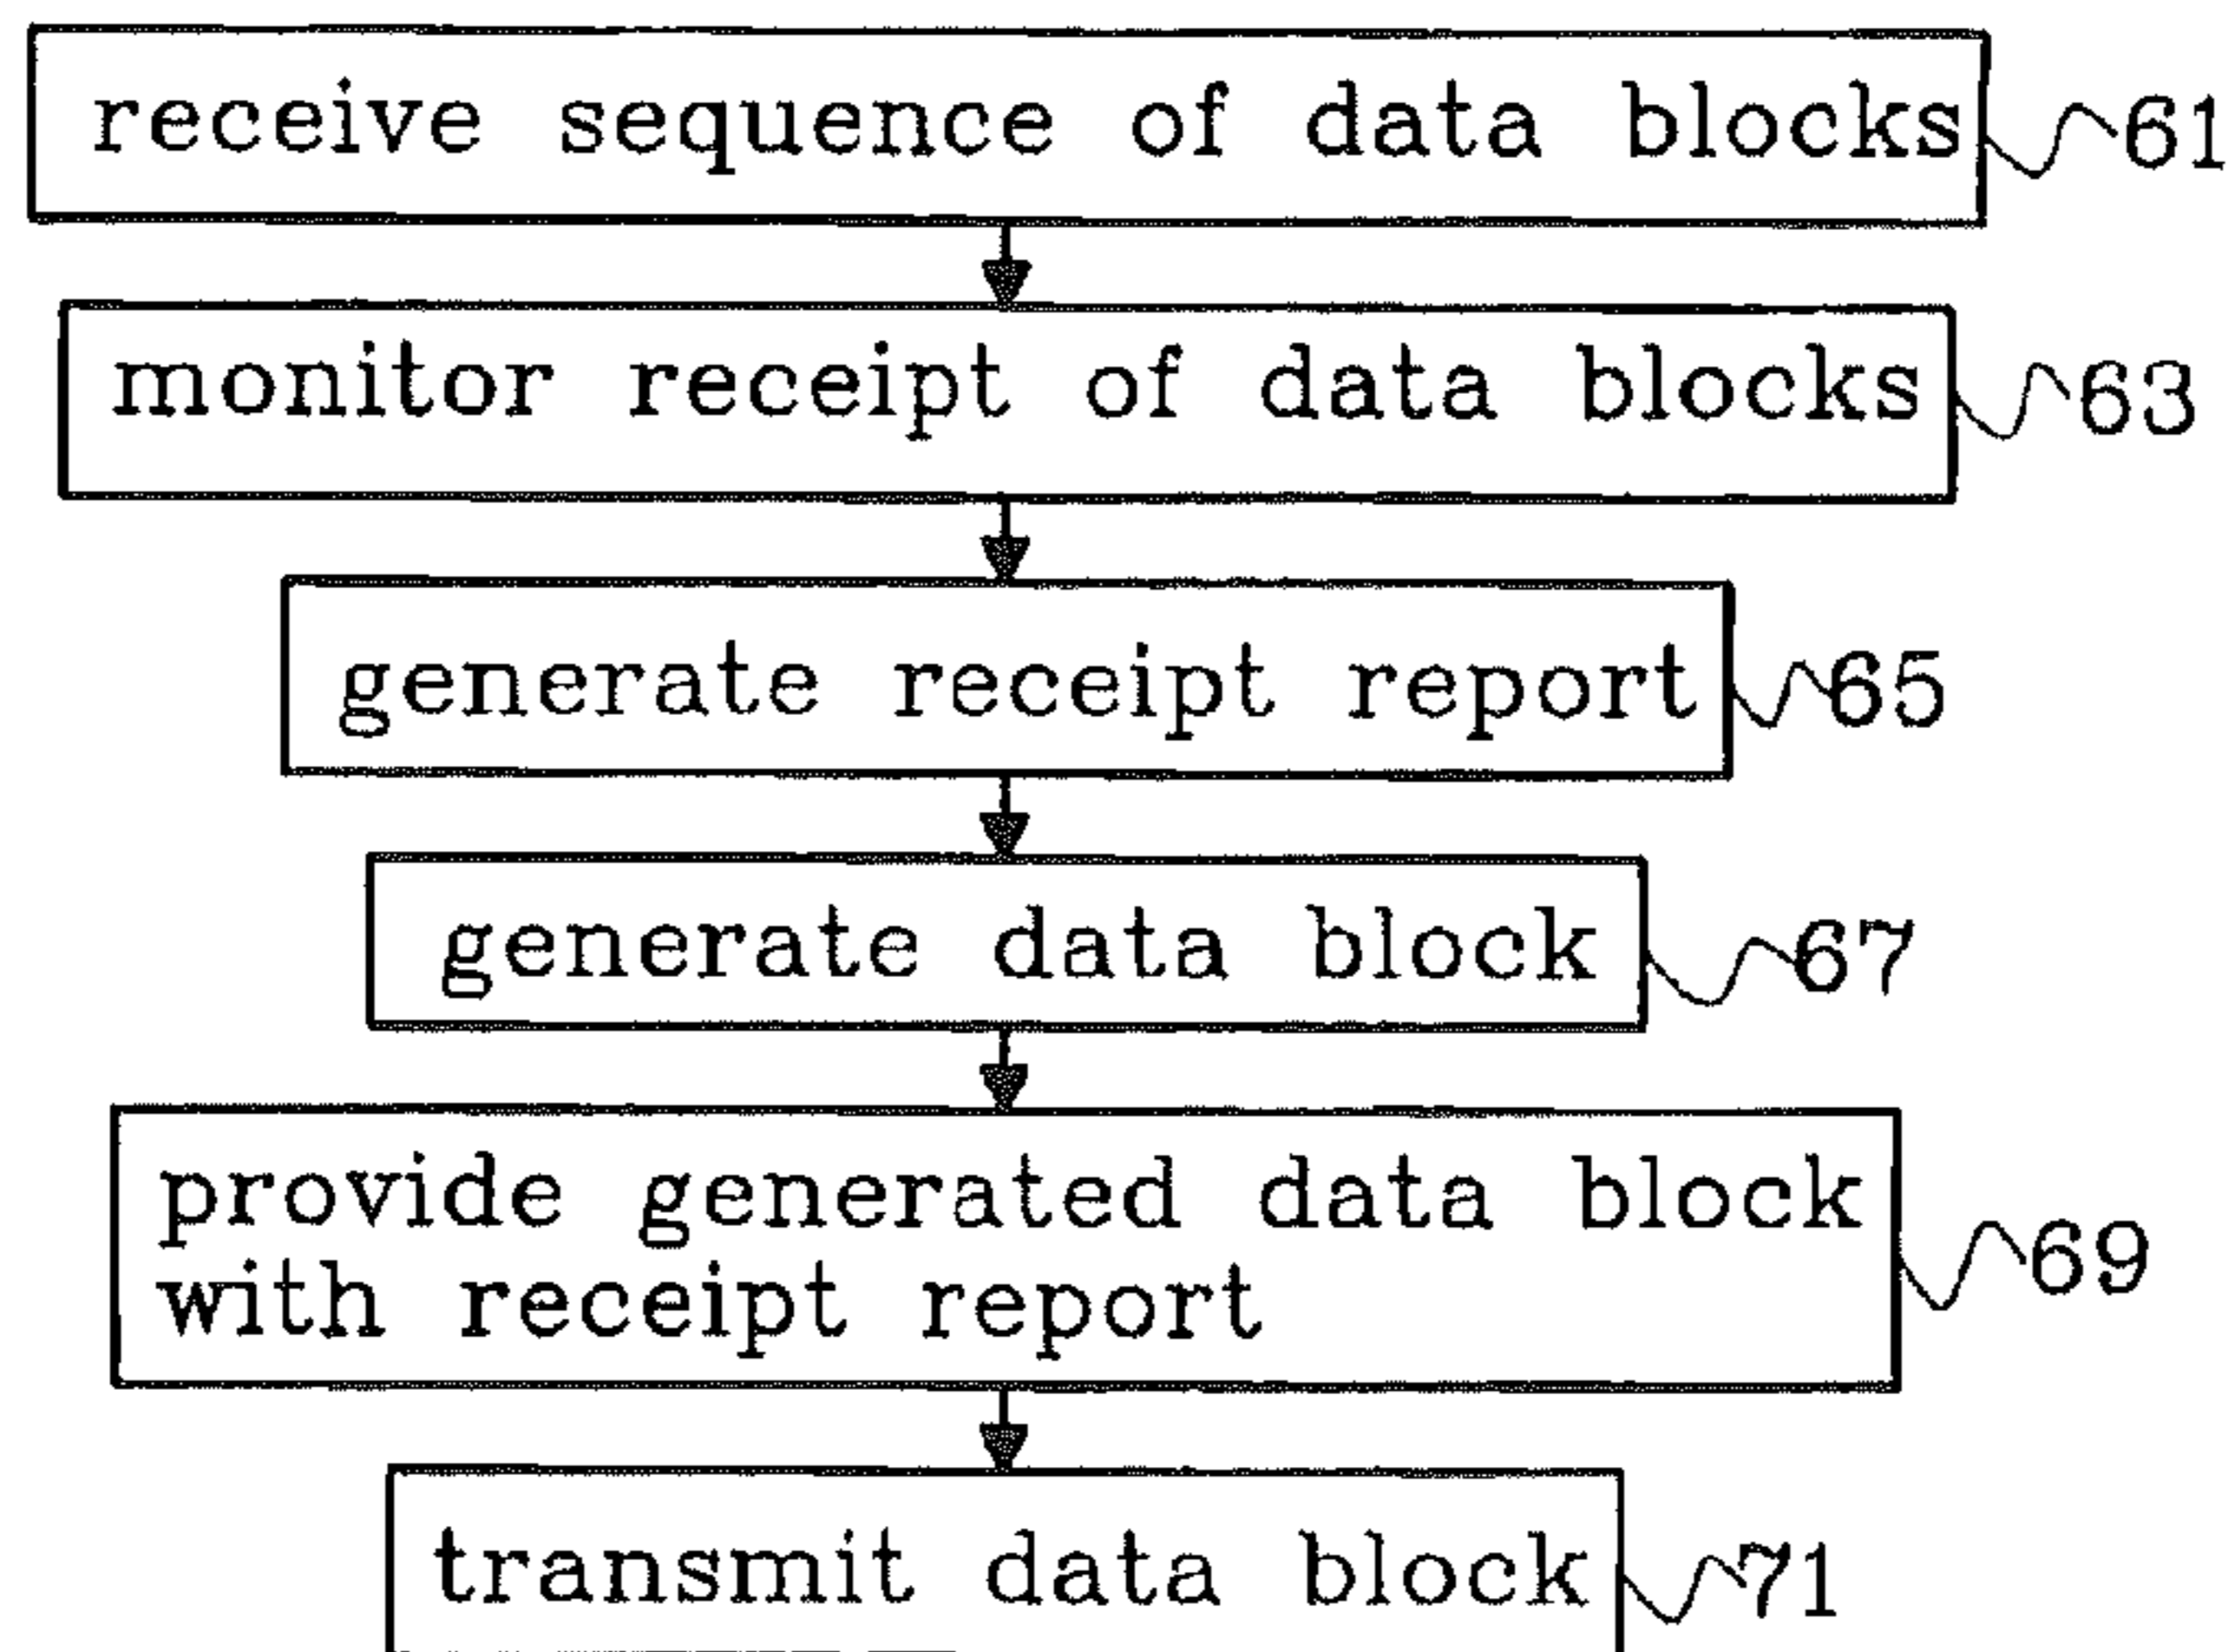 receive sequence of data blocks 61
monitor receipt of data blocks 63
generate receipt report 65
generate data block 67
provide generated data block
with receipt report 69
transmit data block 71